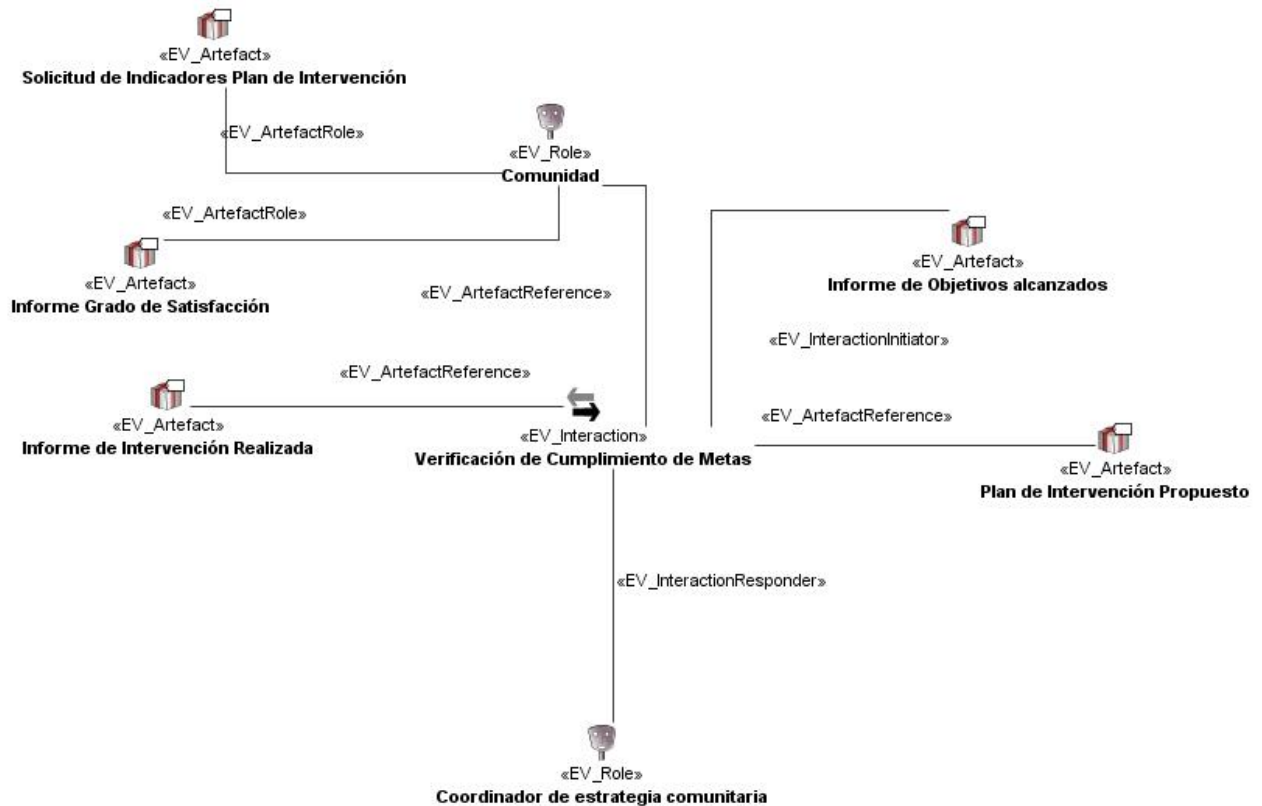 «EV_Artefact»
Solicitud de Indicadores Plan de Intervención
«EV_ArtefactRole»
«EV_Role»
Comunidad
«EV_ArtefactRole»
«EV_Artefact»
Informe Grado de Satisfacción
«EV_ArtefactReference»
«EV_Artefact»
Informe de Objetivos alcanzados
«EV_InteractionInitiator»
«EV_ArtefactReference»
«EV_Artefact»
Informe de Intervención Realizada
«EV_Interaction»
Verificación de Cumplimiento de Metas
«EV_ArtefactReference»
«EV_Artefact»
Plan de Intervención Propuesto
«EV_InteractionResponder»
«EV_Role»
Coordinador de estrategia comunitaria